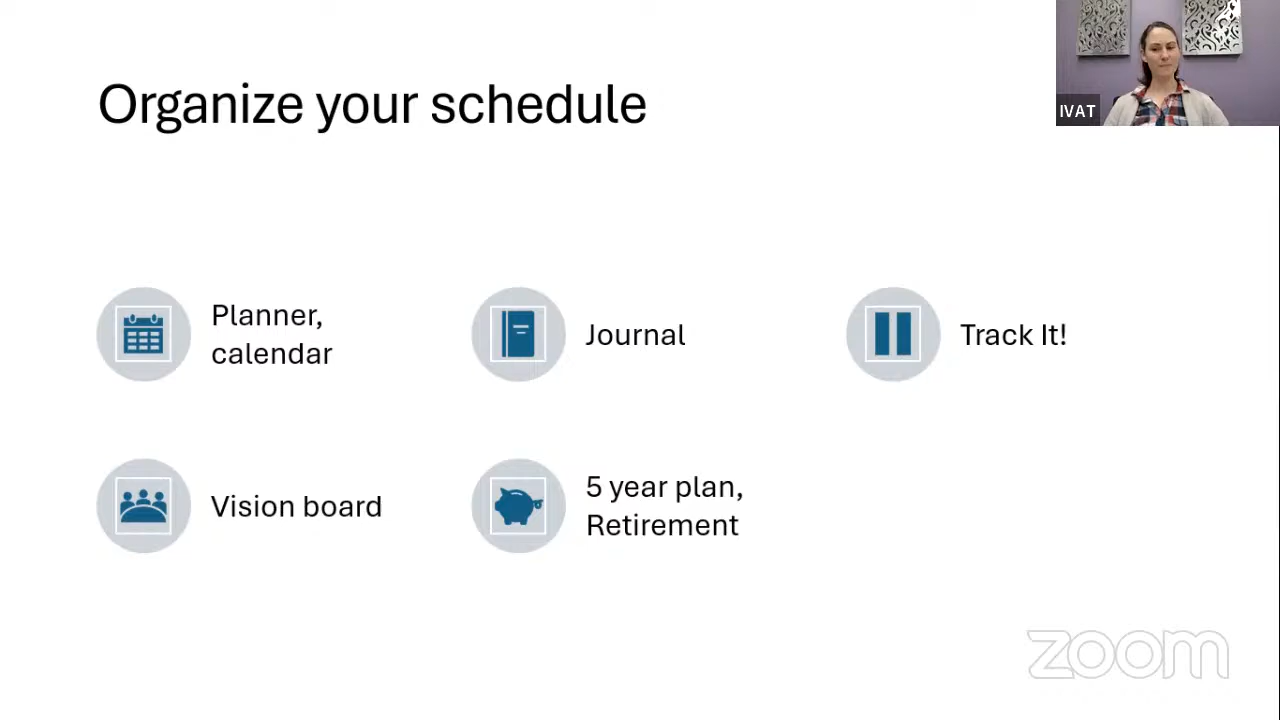 Organize your schedule
IVAT
Planner,
calendar
Journal
Track It!
Vision board
5 year plan,
Retirement
zoom